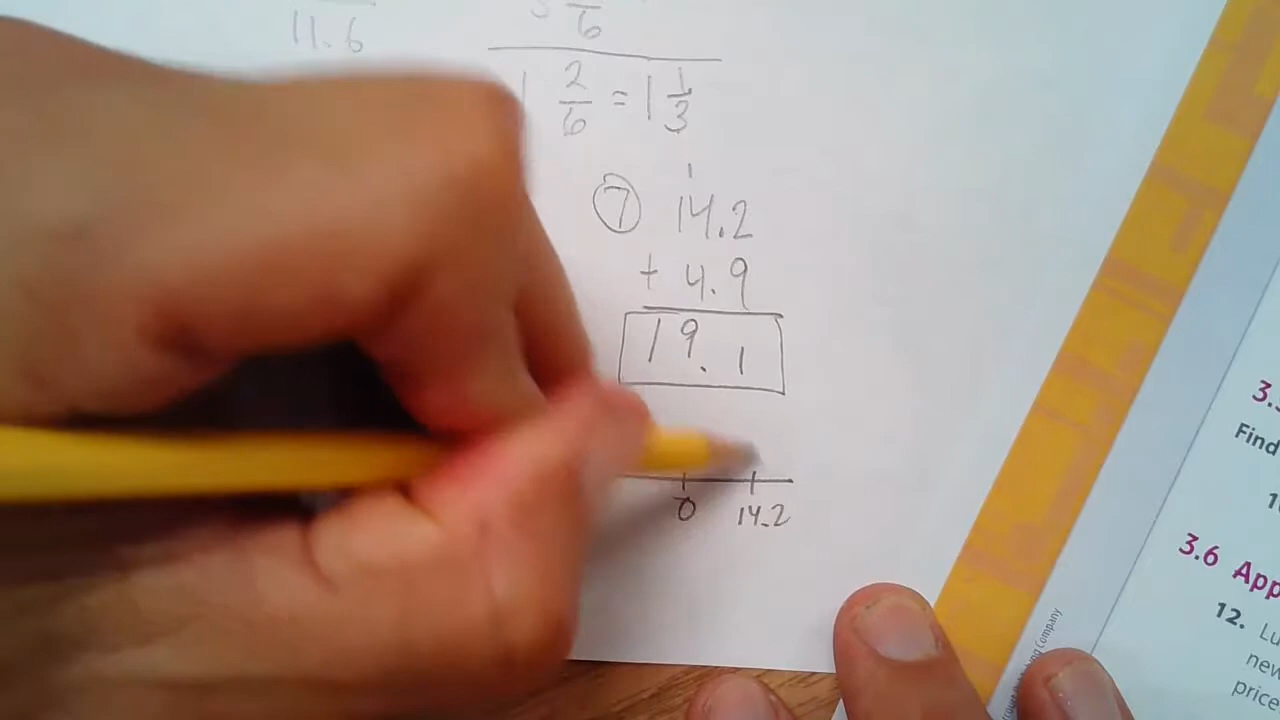 11.6
6
1 2/6 = 1 1/3
1
7 14.2
+ 4.9
19.1
0 14.2
Find
3.6 App
12. Lu
new
price